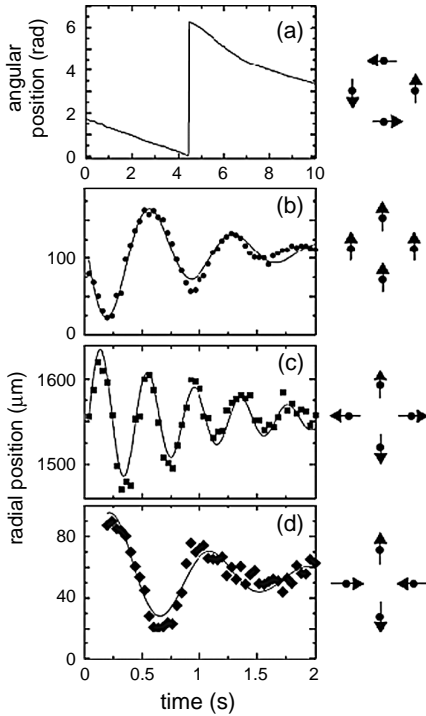 6
4
2
0
angular
position (rad)
(a)
0 2 4 6 8 10
100
0
(b)
1600
1500
(c)
radial position (μm)
80
40
0
(d)
0 0.5 1 1.5 2
time (s)